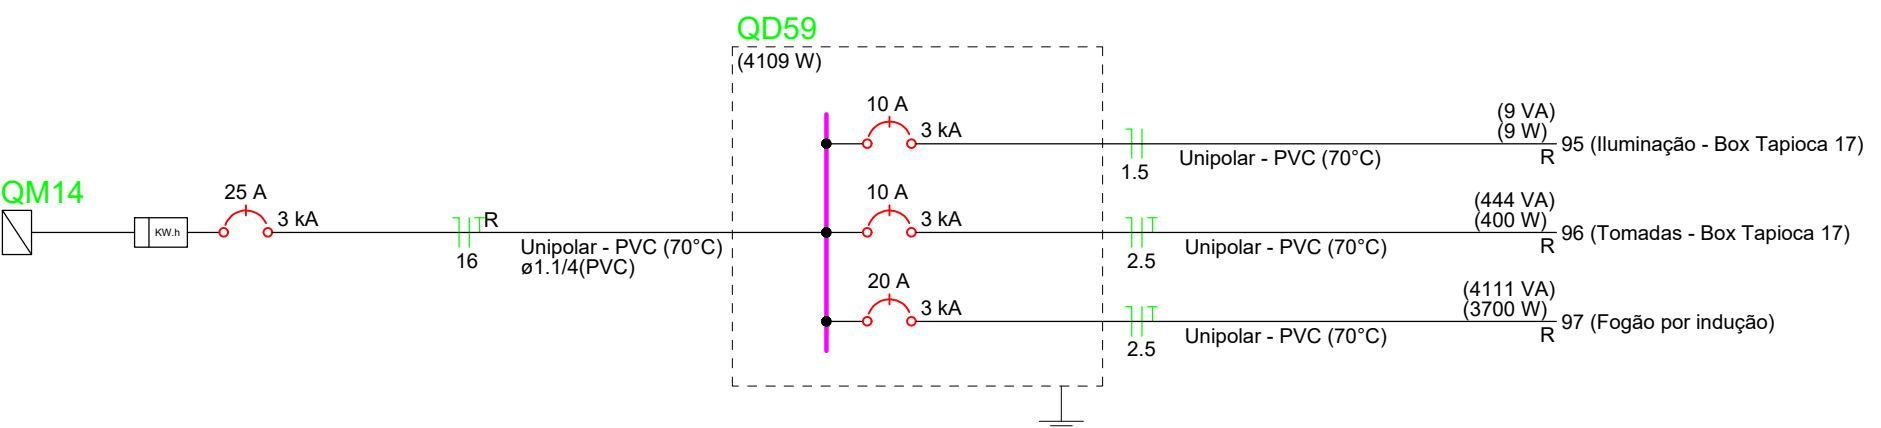 QD59
(4109 W)
10 A
3 kA
(9 VA)
(9 W)
95 (Iluminação - Box Tapioca 17)
1.5
Unipolar - PVC (70°C)
R
QM14
KW.h
25 A
3 kA
R
16
Unipolar - PVC (70°C)
ø1.1/4(PVC)
10 A
3 kA
(444 VA)
(400 W)
96 (Tomadas - Box Tapioca 17)
2.5
Unipolar - PVC (70°C)
R
20 A
3 kA
(4111 VA)
(3700 W)
97 (Fogão por indução)
2.5
Unipolar - PVC (70°C)
R